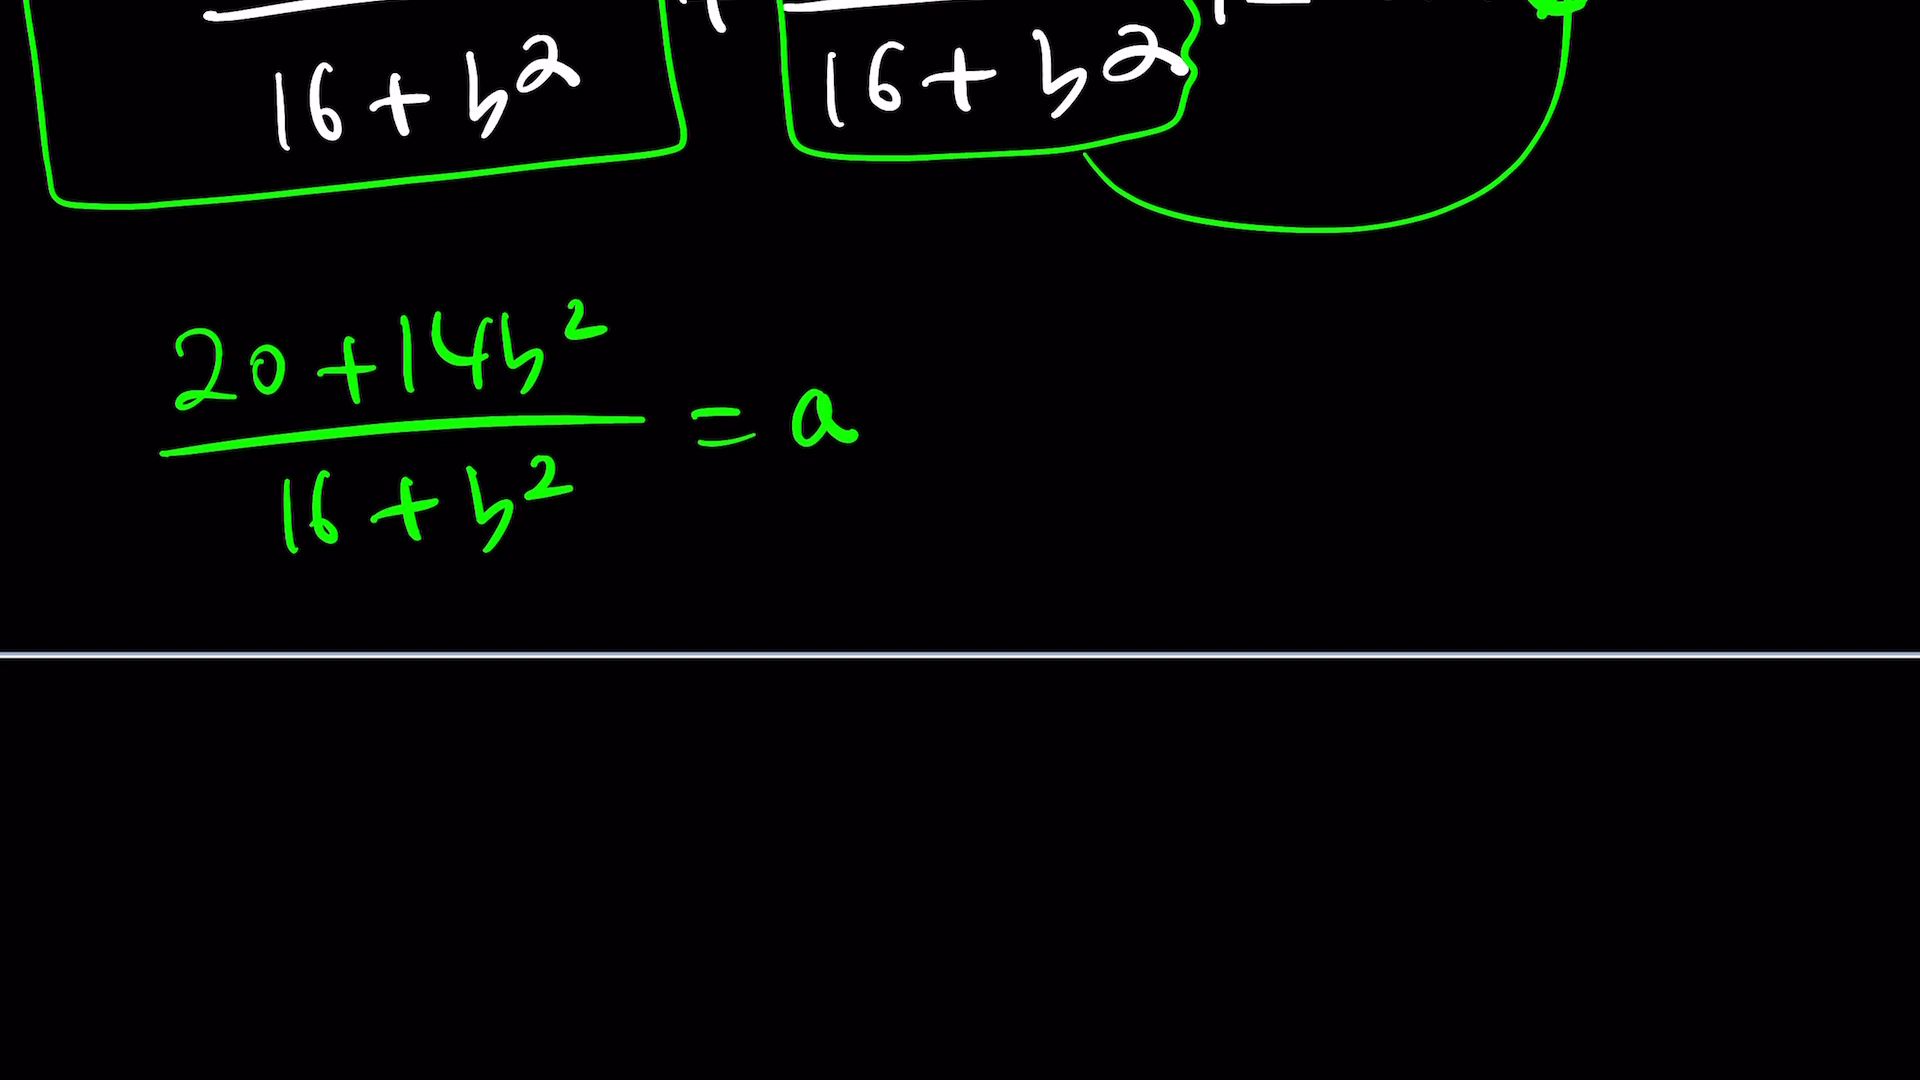 16 + b² + 16 + b²
20 + 14b²
16 + b²
= a